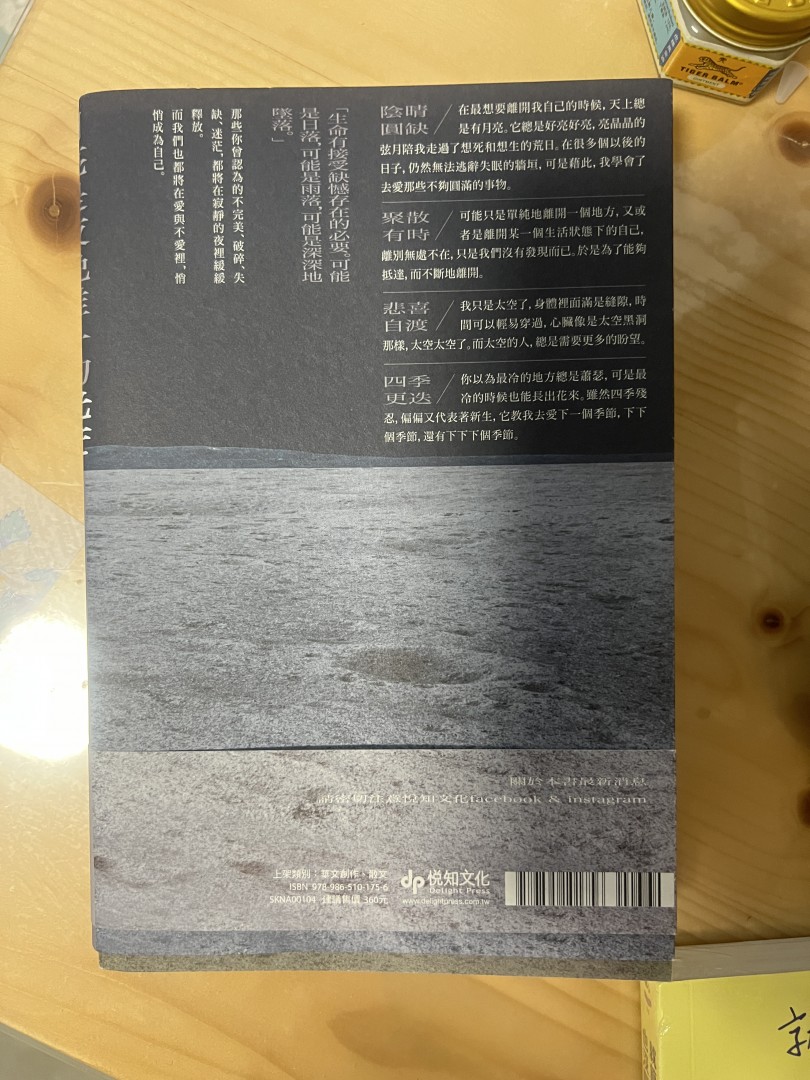 陰晴
圓缺
在最想要離開我自己的時候,天上總
是有月亮。它總是好亮好亮,亮晶晶的
弦月陪我走過了想死和想生的荒日。在很多個以後的
日子,仍然無法逃辭失眠的牆垣,可是藉此,我學會了
去愛那些不夠圓滿的事物。
聚散
有時
可能只是單純地離開一個地方,又或
者是離開某一個生活狀態下的自己,
離別無處不在,只是我們沒有發現而已。於是為了能夠
抵達,而不斷地離開。
悲喜
自渡
我只是太空了,身體裡面滿是縫隙,時
間可以輕易穿過,心臟像是太空黑洞
那樣,太空太空了。而太空的人,總是需要更多的盼望。
四季
更迭
你以為最冷的地方總是蕭瑟,可是最
冷的時候也能長出花來。雖然四季殘
忍,偏偏又代表著新生,它教我去愛下一個季節,下下
個季節,還有下下下個季節。
「生命有接受缺憾存在的必要。可能
是日落,可能是雨落,可能是深深地
墜落。」
那些你曾認為的不完美、破碎、失
缺、迷茫,都將在寂靜的夜裡緩緩
釋放。
而我們也都將在愛與不愛裡,悄
悄成為自己。
關於本書最新消息
請密切注意悅知文化facebook & instagram
上架類別:華文創作・散文
ISBN 978-986-510-175-6
SKNA00104 建議售價 360元
dp 悦知文化
Delight Press
www.delightpress.com.tw
TIGER BALM